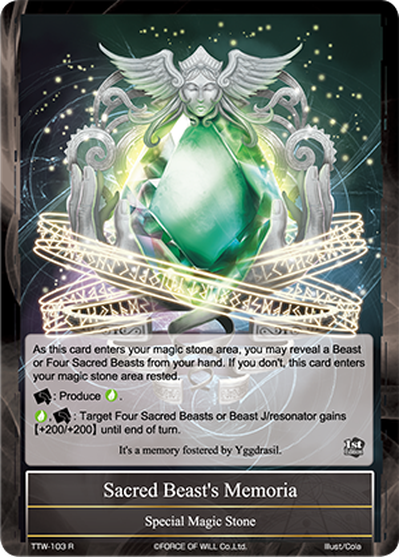 As this card enters your magic stone area, you may reveal a Beast
or Four Sacred Beasts from your hand. If you don't, this card enters
your magic stone area rested.
: Produce .
, : Target Four Sacred Beasts or Beast J/resonator gains
[+200/+200] until end of turn.
It's a memory fostered by Yggdrasil.
1st
Sacred Beast's Memoria
Special Magic Stone
TTW-103 R ©FORCE OF WILL Co.,Ltd. Illust/Cola